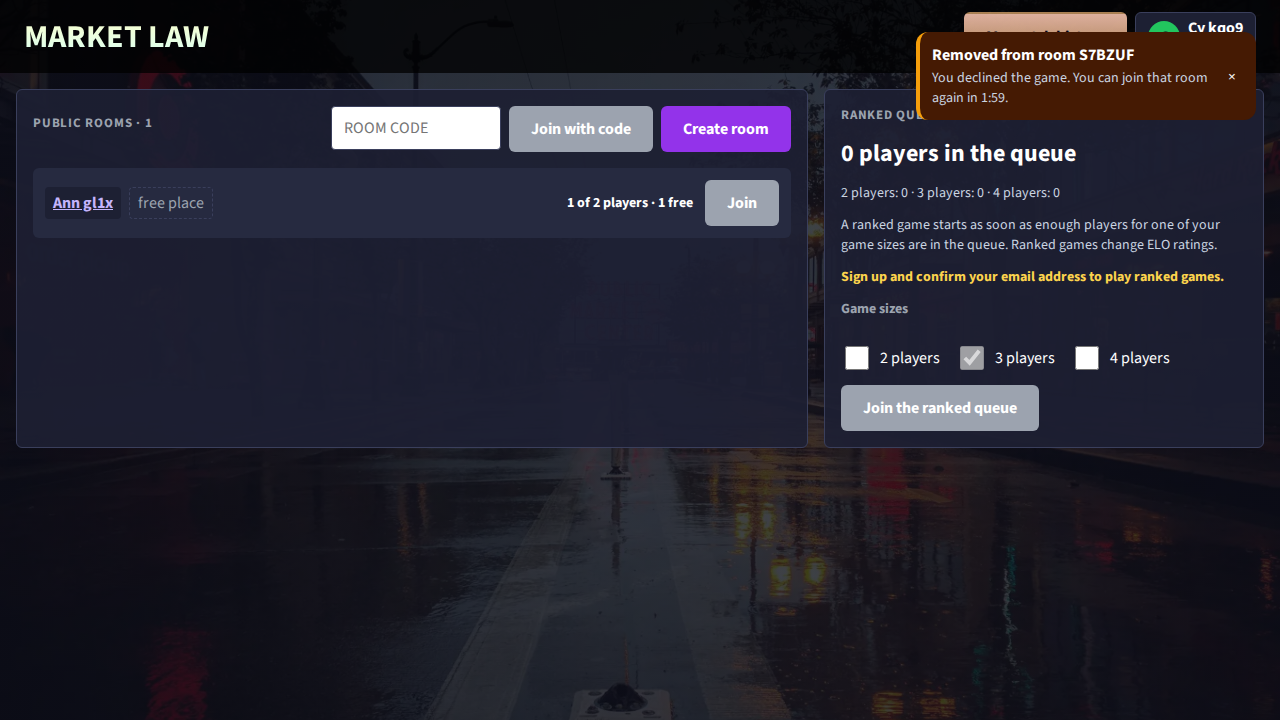 MARKET LAW
Cy kqo9
Removed from room S7BZUF
You declined the game. You can join that room
again in 1:59.
×
PUBLIC ROOMS · 1
ROOM CODE
Join with code
Create room
Ann gl1x
free place
1 of 2 players · 1 free
Join
RANKED
0 players in the queue
2 players: 0 · 3 players: 0 · 4 players: 0
A ranked game starts as soon as enough players for one of your
game sizes are in the queue. Ranked games change ELO ratings.
Sign up and confirm your email address to play ranked games.
Game sizes
2 players
3 players
4 players
Join the ranked queue